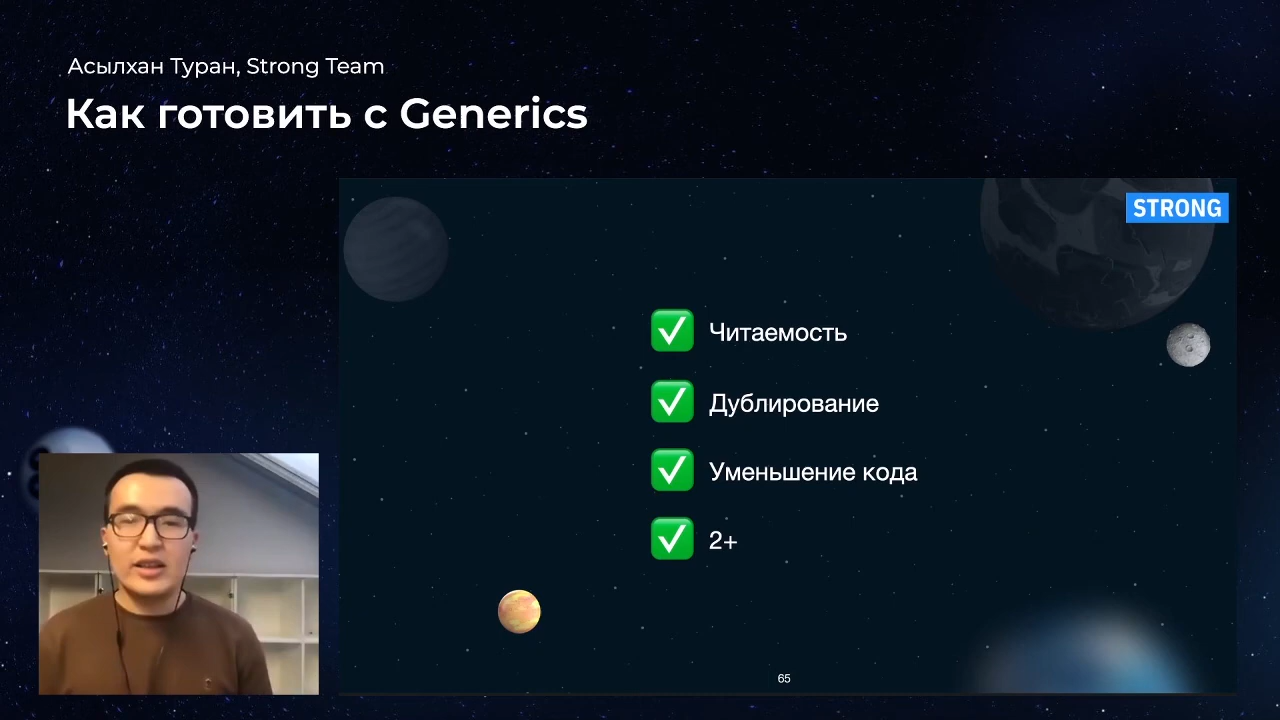 Асылхан Туран, Strong Team
Как готовить с Generics
STRONG
Читаемость
Дублирование
Уменьшение кода
2+
65